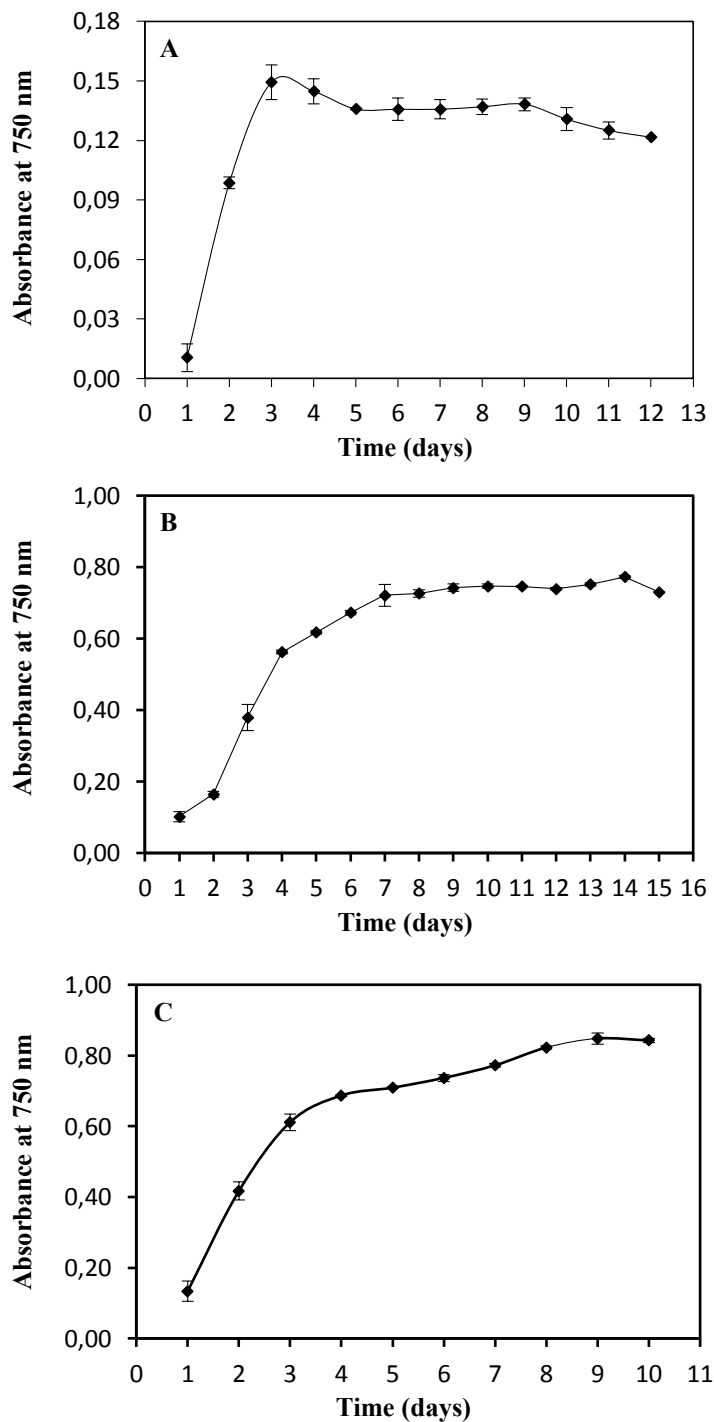 A
Absorbance at 750 nm
0,18
0,15
0,12
0,09
0,06
0,03
0,00
0 1 2 3 4 5 6 7 8 9 10 11 12 13
Time (days)
B
Absorbance at 750 nm
1,00
0,80
0,60
0,40
0,20
0,00
0 1 2 3 4 5 6 7 8 9 10 11 12 13 14 15 16
Time (days)
C
Absorbance at 750 nm
1,00
0,80
0,60
0,40
0,20
0,00
0 1 2 3 4 5 6 7 8 9 10 11
Time (days)